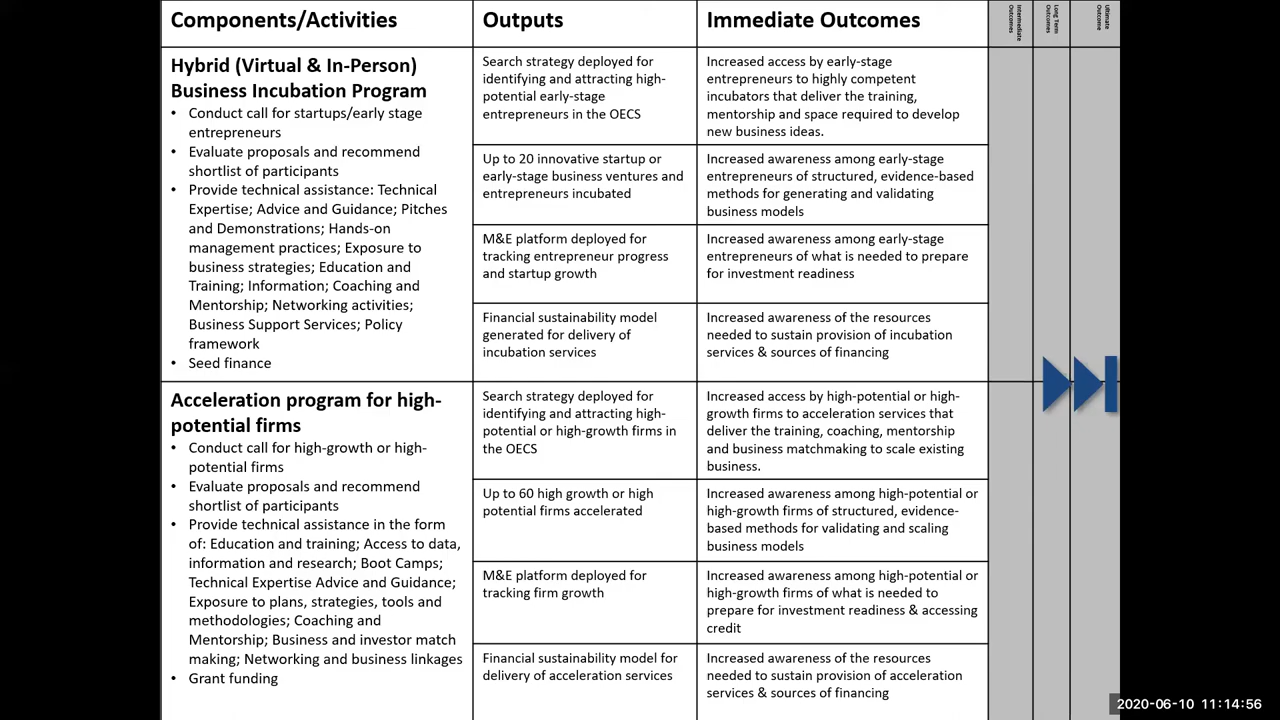 Components/Activities
Outputs
Immediate Outcomes
Intermediate
Outcomes
Long Term
Outcomes
Ultimate
Outcome
Hybrid (Virtual & In-Person)
Business Incubation Program
• Conduct call for startups/early stage
entrepreneurs
• Evaluate proposals and recommend
shortlist of participants
• Provide technical assistance: Technical
Expertise; Advice and Guidance; Pitches
and Demonstrations; Hands-on
management practices; Exposure to
business strategies; Education and
Training; Information; Coaching and
Mentorship; Networking activities;
Business Support Services; Policy
framework
• Seed finance
Search strategy deployed for
identifying and attracting high-
potential early-stage
entrepreneurs in the OECS
Increased access by early-stage
entrepreneurs to highly competent
incubators that deliver the training,
mentorship and space required to develop
new business ideas.
Up to 20 innovative startup or
early-stage business ventures and
entrepreneurs incubated
Increased awareness among early-stage
entrepreneurs of structured, evidence-based
methods for generating and validating
business models
M&E platform deployed for
tracking entrepreneur progress
and startup growth
Increased awareness among early-stage
entrepreneurs of what is needed to prepare
for investment readiness
Financial sustainability model
generated for delivery of
incubation services
Increased awareness of the resources
needed to sustain provision of incubation
services & sources of financing
Acceleration program for high-
potential firms
• Conduct call for high-growth or high-
potential firms
• Evaluate proposals and recommend
shortlist of participants
• Provide technical assistance in the form
of: Education and training; Access to data,
information and research; Boot Camps;
Technical Expertise Advice and Guidance;
Exposure to plans, strategies, tools and
methodologies; Coaching and
Mentorship; Business and investor match
making; Networking and business linkages
• Grant funding
Search strategy deployed for
identifying and attracting high-
potential or high-growth firms in
the OECS
Increased access by high-potential or high-
growth firms to acceleration services that
deliver the training, coaching, mentorship
and business matchmaking to scale existing
business.
Up to 60 high growth or high
potential firms accelerated
Increased awareness among high-potential or
high-growth firms of structured, evidence-
based methods for validating and scaling
business models
M&E platform deployed for
tracking firm growth
Increased awareness among high-potential or
high-growth firms of what is needed to
prepare for investment readiness & accessing
credit
Financial sustainability model for
delivery of acceleration services
Increased awareness of the resources
needed to sustain provision of acceleration
services & sources of financing
2020-06-10 11:14:56